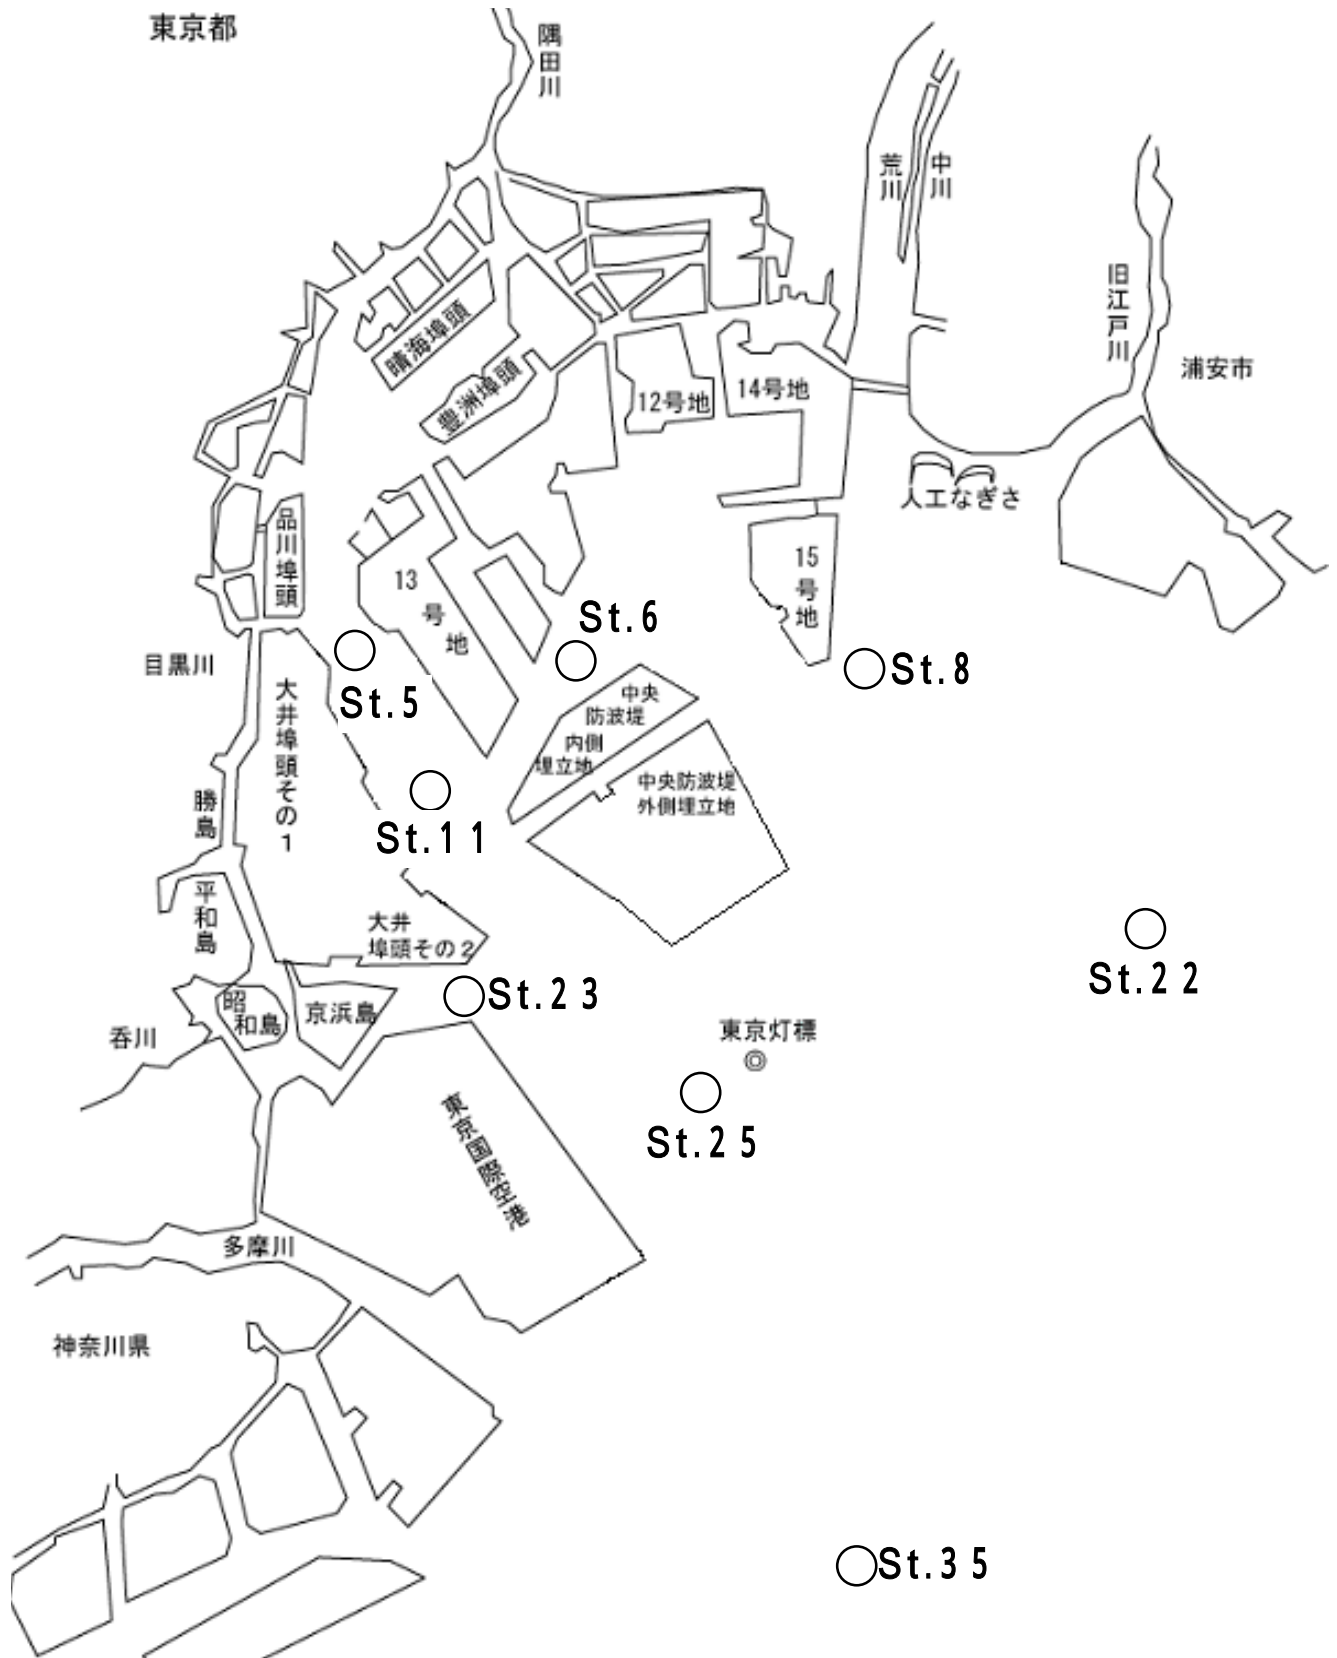 東京都
隅田川
荒川
中川
旧江戸川
浦安市
晴海埠頭
豊洲埠頭
12号地
14号地
人工なぎさ
品川埠頭
13号地
15号地
St.6
St.5
St.8
目黒川
大井埠頭その1
中央
防波堤
内側
埋立地
中央防波堤
外側埋立地
勝島
St.11
平和島
大井
埠頭その2
St.22
St.23
昭
和島
京浜島
呑川
東京灯標
St.25
東京国際空港
多摩川
神奈川県
St.35